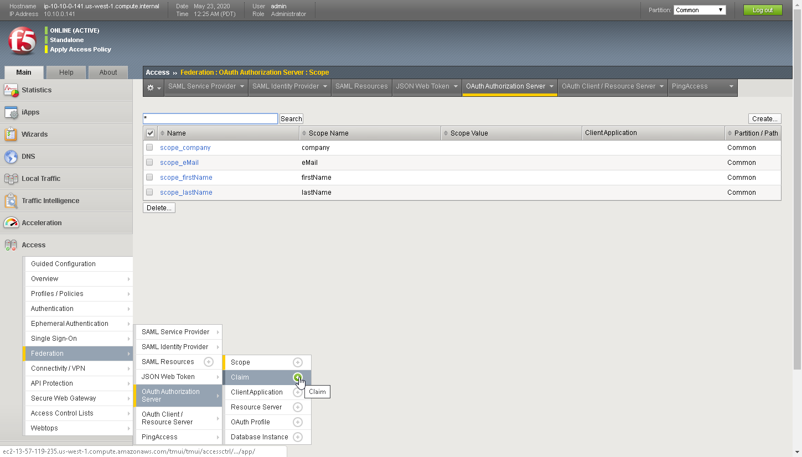 Hostname ip-10-10-0-141.us-west-1.compute.internal Date May 23, 2020 User admin
IP Address 10.10.0.141 Time 12:25 AM (PDT) Role Administrator
Partition: Common Log out
f5
ONLINE (ACTIVE)
Standalone
Apply Access Policy
Main Help About
Access » Federation : OAuth Authorization Server : Scope
SAML Service Provider SAML Identity Provider SAML Resources JSON Web Token OAuth Authorization Server OAuth Client / Resource Server PingAccess
Statistics
iApps
Wizards
DNS
Local Traffic
Traffic Intelligence
Acceleration
Access
* Search Create...
Name Scope Name Scope Value Client Application Partition / Path
scope_company company Common
scope_eMail eMail Common
scope_firstName firstName Common
scope_lastName lastName Common
Delete...
Guided Configuration
Overview
Profiles / Policies
Authentication
Ephemeral Authentication
Single Sign-On
Federation
Connectivity / VPN
API Protection
Secure Web Gateway
Access Control Lists
Webtops
SAML Service Provider
SAML Identity Provider
SAML Resources
JSON Web Token
OAuth Authorization
Server
OAuth Client /
Resource Server
PingAccess
Scope
Claim
Client Application
Resource Server
OAuth Profile
Database Instance
Claim
ec2-13-57-119-235.us-west-1.compute.amazonaws.com/tmui/tmui/accessctrl/.../app/